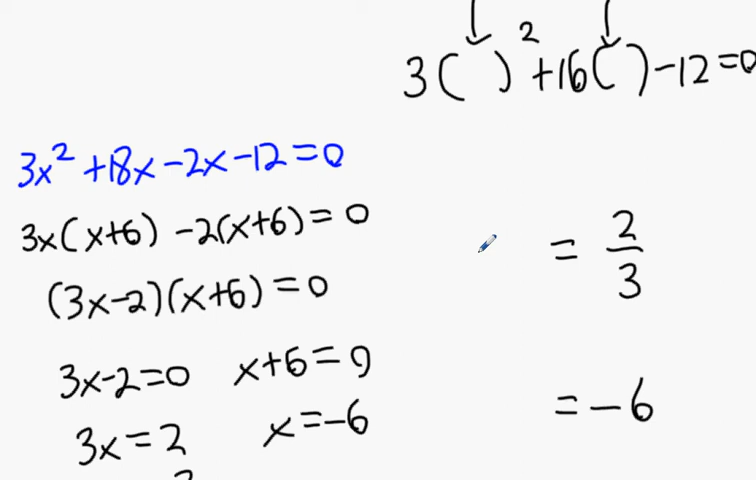 3( )² +16( ) -12 =0
3x² +18x -2x -12 =0
3x(x+6) -2(x+6) = 0
= 2/3
(3x-2)(x+6) = 0
3x-2=0 x+6=0
= -6
3x = 2 x=-6